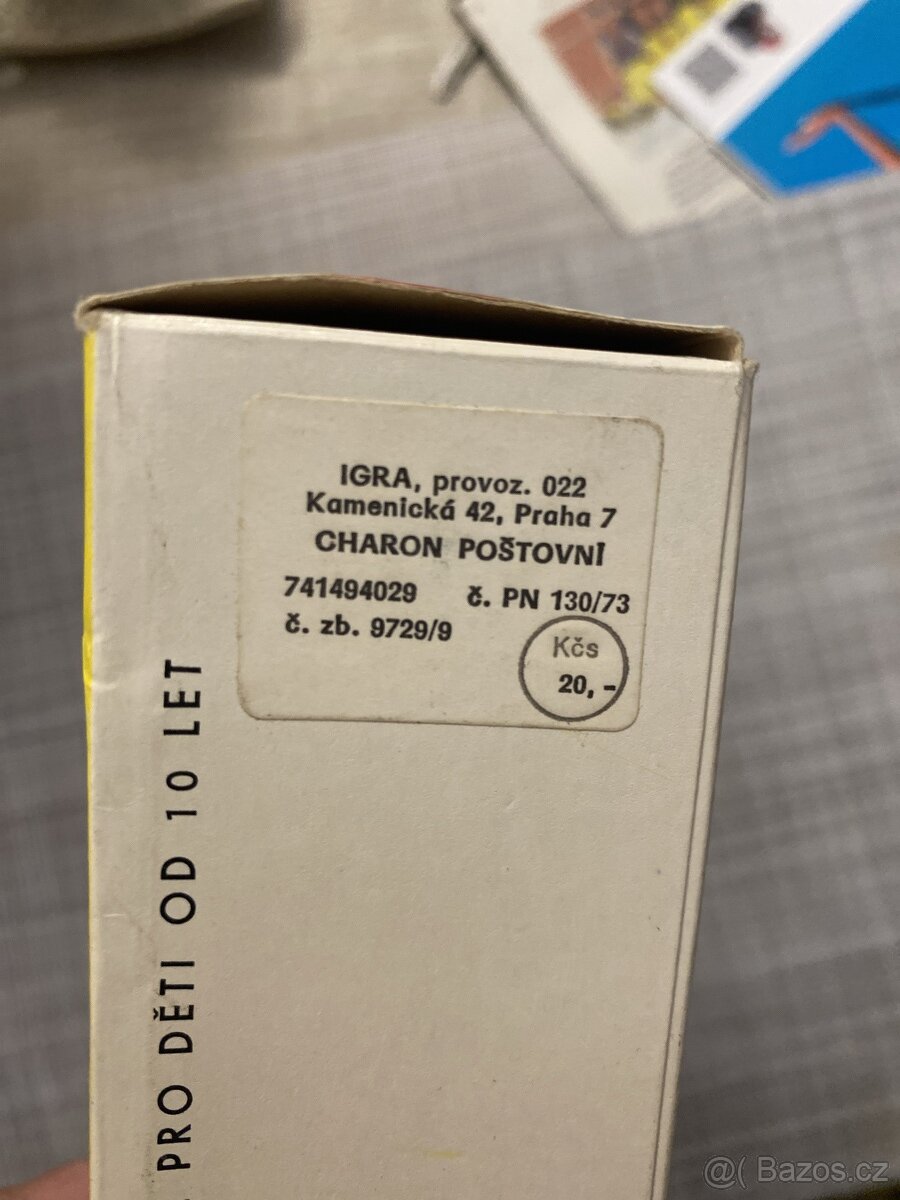 IGRA, provoz. 022
Kamenická 42, Praha 7
CHARON POŠTOVNÍ
741494029 č. PN 130/73
č. zb. 9729/9
Kčs
20,-
PRO DĚTI OD 10 LET
@( Bazos.cz